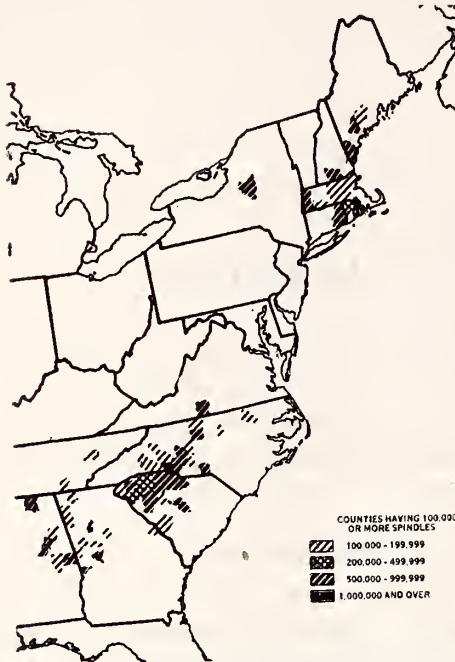 COUNTIES HAVING 100,000
OR MORE SPINDLES
100,000 - 199,999
200,000 - 499,999
500,000 - 999,999
1,000,000 AND OVER